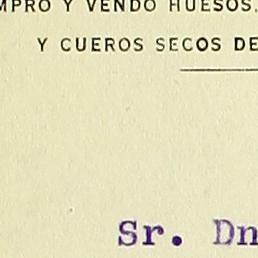 MPRO Y VENDO HUESOS,
Y CUEROS SECOS DE
Sr. Dn